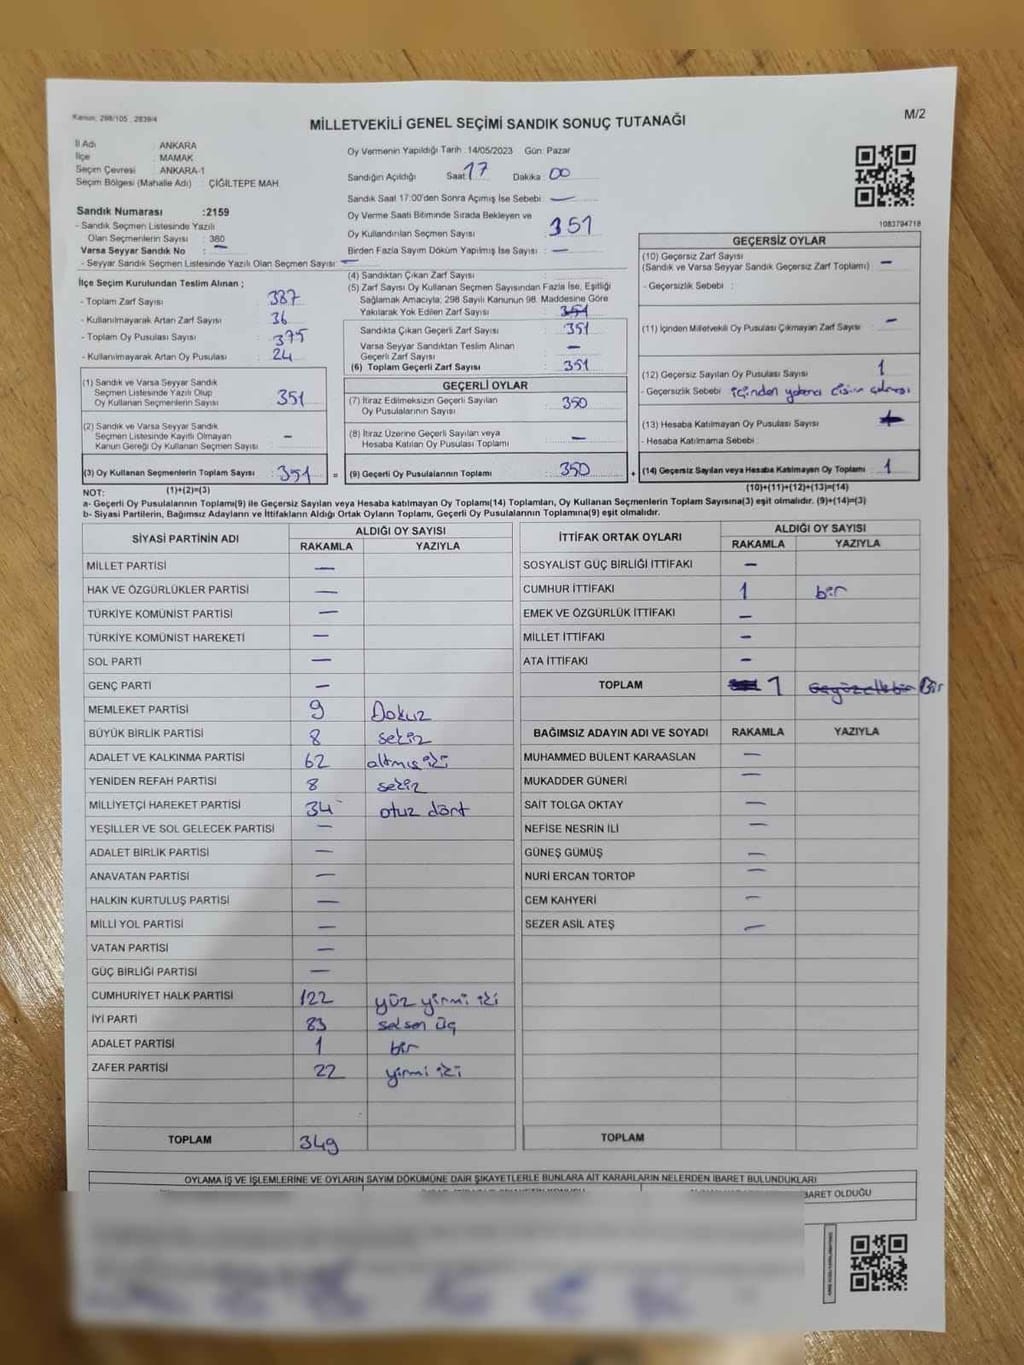 Kanun: 298/105 2839/4
M/2
MİLLETVEKİLİ GENEL SEÇİMİ SANDIK SONUÇ TUTANAĞI
İl Adı : ANKARA
İlçe : MAMAK
Seçim Çevresi : ANKARA-1
Seçim Bölgesi (Mahalle Adı) : ÇİĞİLTEPE MAH.
Sandık Numarası :2159
- Sandık Seçmen Listesinde Yazılı
Olan Seçmenlerin Sayısı : 380
Varsa Seyyar Sandık No : —
- Seyyar Sandık Seçmen Listesinde Yazılı Olan Seçmen Sayısı : —
Oy Vermenin Yapıldığı Tarih : 14/05/2023 Gün: Pazar
Sandığın Açıldığı Saat : 17 Dakika : 00
Sandık Saat 17:00'den Sonra Açılmış İse Sebebi : —
Oy Verme Saati Bitiminde Sırada Bekleyen ve
Oy Kullandırılan Seçmen Sayısı : 351
Birden Fazla Sayım Döküm Yapılmış İse Sayısı : —
1083794718
İlçe Seçim Kurulundan Teslim Alınan ;
- Toplam Zarf Sayısı : 387
- Kullanılmayarak Artan Zarf Sayısı : 36
- Toplam Oy Pusulası Sayısı : 375
- Kullanılmayarak Artan Oy Pusulası : 24
(4) Sandıktan Çıkan Zarf Sayısı :
(5) Zarf Sayısı Oy Kullanan Seçmen Sayısından Fazla İse, Eşitliği
Sağlamak Amacıyla; 298 Sayılı Kanunun 98. Maddesine Göre
Yakılarak Yok Edilen Zarf Sayısı : 351
Sandıkta Çıkan Geçerli Zarf Sayısı : 351
Varsa Seyyar Sandıktan Teslim Alınan
Geçerli Zarf Sayısı : —
(6) Toplam Geçerli Zarf Sayısı : 351
GEÇERSİZ OYLAR
(10) Geçersiz Zarf Sayısı
(Sandık ve Varsa Seyyar Sandık Geçersiz Zarf Toplamı) : —
- Geçersizlik Sebebi :
(11) İçinden Milletvekili Oy Pusulası Çıkmayan Zarf Sayısı : —
(12) Geçersiz Sayılan Oy Pusulası Sayısı : 1
- Geçersizlik Sebebi : içinden yabancı cisim çıkması
(13) Hesaba Katılmayan Oy Pusulası Sayısı :
- Hesaba Katılmama Sebebi :
(14) Geçersiz Sayılan veya Hesaba Katılmayan Oy Toplamı : 1
(10)+(11)+(12)+(13)=(14)
(1) Sandık ve Varsa Seyyar Sandık
Seçmen Listesinde Yazılı Olup
Oy Kullanan Seçmenlerin Sayısı : 351
(2) Sandık ve Varsa Seyyar Sandık
Seçmen Listesinde Kayıtlı Olmayan
Kanun Gereği Oy Kullanan Seçmen Sayısı : —
(3) Oy Kullanan Seçmenlerin Toplam Sayısı : 351 =
(1)+(2)=(3)
GEÇERLİ OYLAR
(7) İtiraz Edilmeksizin Geçerli Sayılan
Oy Pusulalarının Sayısı : 350
(8) İtiraz Üzerine Geçerli Sayılan veya
Hesaba Katılan Oy Pusulası Toplamı : —
(9) Geçerli Oy Pusulalarının Toplamı : 350 +
NOT:
a- Geçerli Oy Pusulalarının Toplamı(9) ile Geçersiz Sayılan veya Hesaba katılmayan Oy Toplamı(14) Toplamları, Oy Kullanan Seçmenlerin Toplam Sayısına(3) eşit olmalıdır. (9)+(14)=(3)
b- Siyasi Partilerin, Bağımsız Adayların ve İttifakların Aldığı Ortak Oyların Toplamı, Geçerli Oy Pusulalarının Toplamına(9) eşit olmalıdır.
SİYASİ PARTİNİN ADI ALDIĞI OY SAYISI
RAKAMLA YAZIYLA
MİLLET PARTİSİ —
HAK VE ÖZGÜRLÜKLER PARTİSİ —
TÜRKİYE KOMÜNİST PARTİSİ —
TÜRKİYE KOMÜNİST HAREKETİ —
SOL PARTİ —
GENÇ PARTİ —
MEMLEKET PARTİSİ 9 Dokuz
BÜYÜK BİRLİK PARTİSİ 8 sekiz
ADALET VE KALKINMA PARTİSİ 62 altmış iki
YENİDEN REFAH PARTİSİ 8 sekiz
MİLLİYETÇİ HAREKET PARTİSİ 34 otuz dört
YEŞİLLER VE SOL GELECEK PARTİSİ —
ADALET BİRLİK PARTİSİ —
ANAVATAN PARTİSİ —
HALKIN KURTULUŞ PARTİSİ —
MİLLİ YOL PARTİSİ —
VATAN PARTİSİ —
GÜÇ BİRLİĞİ PARTİSİ —
CUMHURİYET HALK PARTİSİ 122 yüz yirmi iki
İYİ PARTİ 83 seksen üç
ADALET PARTİSİ 1 bir
ZAFER PARTİSİ 22 yirmi iki
TOPLAM 349
İTTİFAK ORTAK OYLARI ALDIĞI OY SAYISI
RAKAMLA YAZIYLA
SOSYALİST GÜÇ BİRLİĞİ İTTİFAKI —
CUMHUR İTTİFAKI 1 bir
EMEK VE ÖZGÜRLÜK İTTİFAKI —
MİLLET İTTİFAKI —
ATA İTTİFAKI —
TOPLAM 1 Bir
BAĞIMSIZ ADAYIN ADI VE SOYADI RAKAMLA YAZIYLA
MUHAMMED BÜLENT KARAASLAN —
MUKADDER GÜNERİ —
SAİT TOLGA OKTAY —
NEFİSE NESRİN İLİ —
GÜNEŞ GÜMÜŞ —
NURİ ERCAN TORTOP —
CEM KAHYERİ —
SEZER ASİL ATEŞ —
TOPLAM
OYLAMA İŞ VE İŞLEMLERİNE VE OYLARIN SAYIM DÖKÜMÜNE DAİR ŞİKAYETLERLE BUNLARA AİT KARARLARIN NELERDEN İBARET BULUNDUKLARI
İBARET OLDUĞU